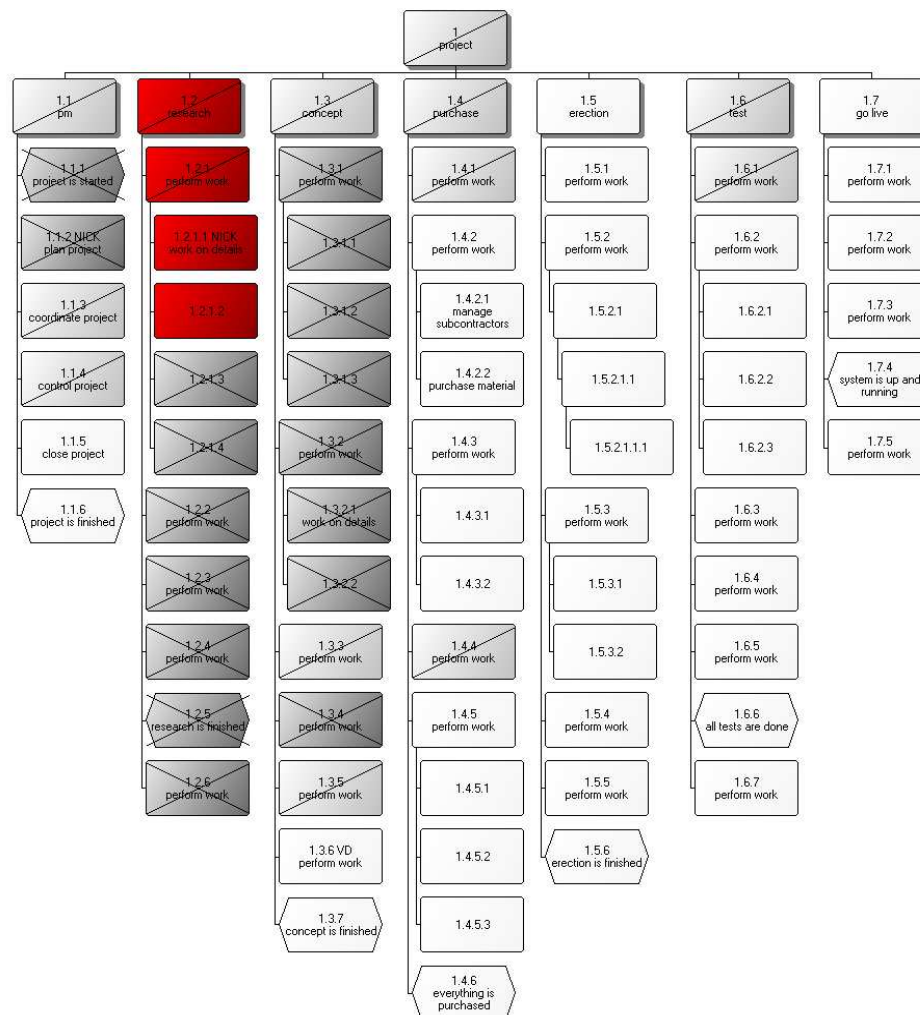 1
project
1.1
pm
1.2
research
1.3
concept
1.4
purchase
1.5
erection
1.6
test
1.7
go live
1.1.1
project is started
1.1.2 NICK
plan project
1.1.3
coordinate project
1.1.4
control project
1.1.5
close project
1.1.6
project is finished
1.2.1
perform work
1.2.1.1 NICK
work on details
1.2.1.2
1.2.1.3
1.2.1.4
1.2.2
perform work
1.2.3
perform work
1.2.4
perform work
1.2.5
research is finished
1.2.6
perform work
1.3.1
perform work
1.3.1.1
1.3.1.2
1.3.1.3
1.3.2
perform work
1.3.2.1
work on details
1.3.2.2
1.3.3
perform work
1.3.4
perform work
1.3.5
perform work
1.3.6 VD
perform work
1.3.7
concept is finished
1.4.1
perform work
1.4.2
perform work
1.4.2.1
manage
subcontractors
1.4.2.2
purchase material
1.4.3
perform work
1.4.3.1
1.4.3.2
1.4.4
perform work
1.4.5
perform work
1.4.5.1
1.4.5.2
1.4.5.3
1.4.6
everything is
purchased
1.5.1
perform work
1.5.2
perform work
1.5.2.1
1.5.2.1.1
1.5.2.1.1.1
1.5.3
perform work
1.5.3.1
1.5.3.2
1.5.4
perform work
1.5.5
perform work
1.5.6
erection is finished
1.6.1
perform work
1.6.2
perform work
1.6.2.1
1.6.2.2
1.6.2.3
1.6.3
perform work
1.6.4
perform work
1.6.5
perform work
1.6.6
all tests are done
1.6.7
perform work
1.7.1
perform work
1.7.2
perform work
1.7.3
perform work
1.7.4
system is up and
running
1.7.5
perform work